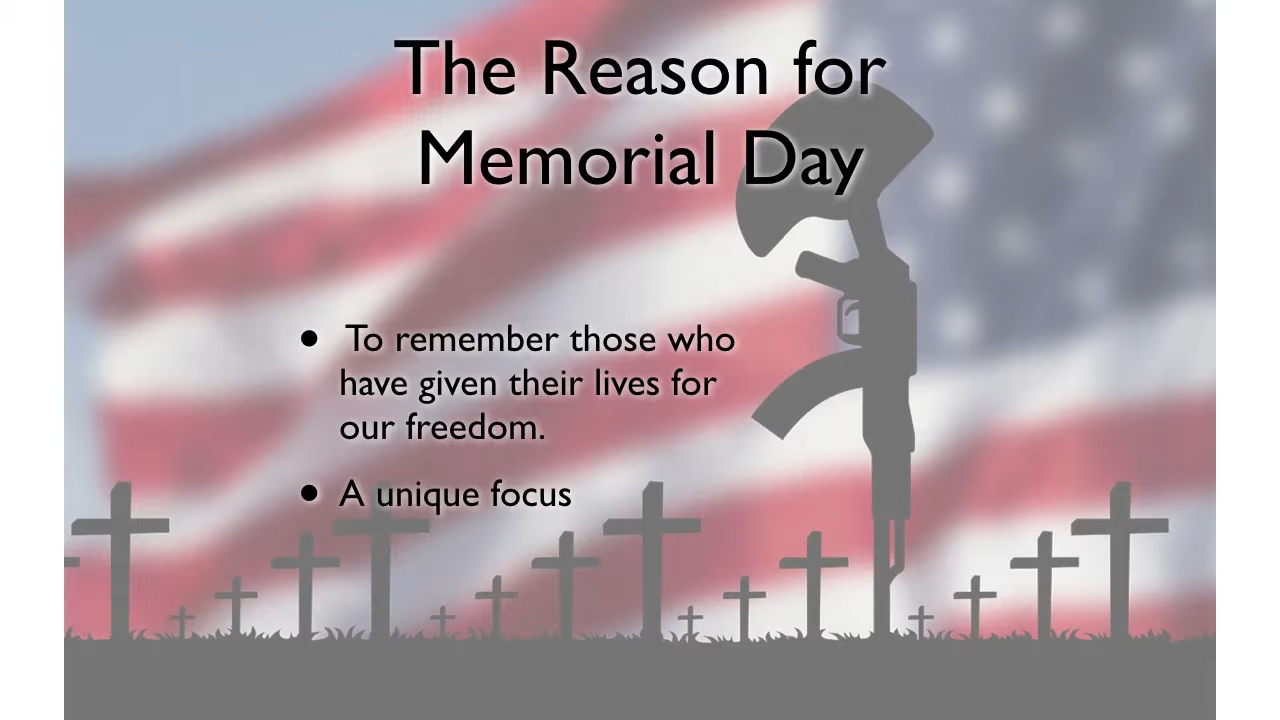 The Reason for
Memorial Day
• To remember those who
have given their lives for
our freedom.
• A unique focus